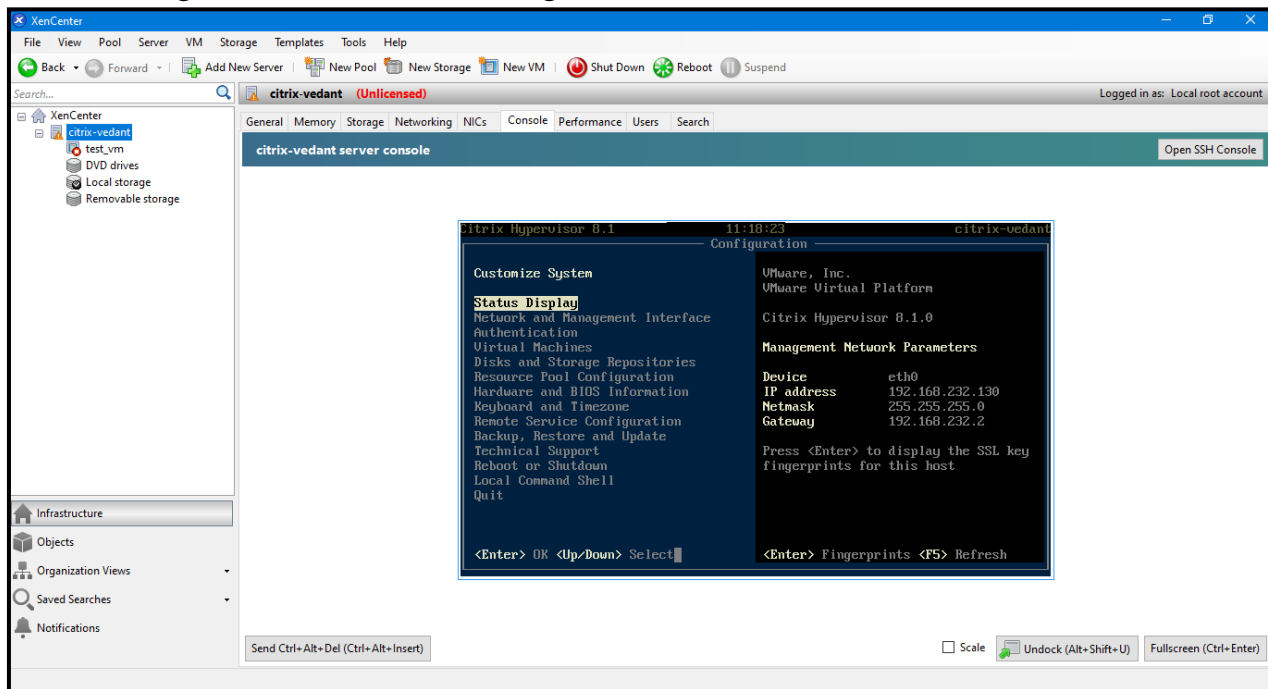 XenCenter
File View Pool Server VM Storage Templates Tools Help
Back Forward Add New Server New Pool New Storage New VM Shut Down Reboot Suspend
Search...
citrix-vedant (Unlicensed) Logged in as: Local root account
XenCenter
citrix-vedant
test_vm
DVD drives
Local storage
Removable storage
General Memory Storage Networking NICs Console Performance Users Search
citrix-vedant server console Open SSH Console
Citrix Hypervisor 8.1 11:18:23 citrix-vedant
Configuration
Customize System
Status Display
Network and Management Interface
Authentication
Virtual Machines
Disks and Storage Repositories
Resource Pool Configuration
Hardware and BIOS Information
Keyboard and Timezone
Remote Service Configuration
Backup, Restore and Update
Technical Support
Reboot or Shutdown
Local Command Shell
Quit
<Enter> OK <Up/Down> Select
VMware, Inc.
VMware Virtual Platform
Citrix Hypervisor 8.1.0
Management Network Parameters
Device eth0
IP address 192.168.232.130
Netmask 255.255.255.0
Gateway 192.168.232.2
Press <Enter> to display the SSL key
fingerprints for this host
<Enter> Fingerprints <F5> Refresh
Infrastructure
Objects
Organization Views
Saved Searches
Notifications
Send Ctrl+Alt+Del (Ctrl+Alt+Insert) Scale Undock (Alt+Shift+U) Fullscreen (Ctrl+Enter)